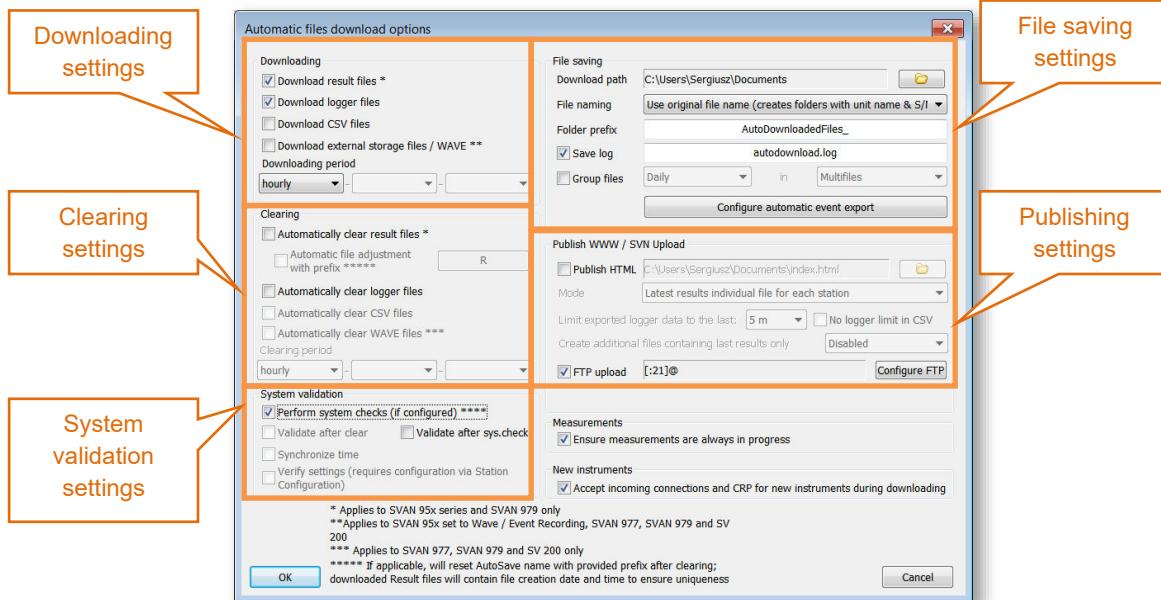 Downloading
settings
Clearing
settings
System
validation
settings
File saving
settings
Publishing
settings
Automatic files download options
Downloading
Download result files *
Download logger files
Download CSV files
Download external storage files / WAVE **
Downloading period
hourly - -
Clearing
Automatically clear result files *
Automatic file adjustment
with prefix ***** R
Automatically clear logger files
Automatically clear CSV files
Automatically clear WAVE files ***
Clearing period
hourly - -
System validation
Perform system checks (if configured) ****
Validate after clear Validate after sys.check
Synchronize time
Verify settings (requires configuration via Station
Configuration)
File saving
Download path C:\Users\Sergiusz\Documents
File naming Use original file name (creates folders with unit name & S/
Folder prefix AutoDownloadedFiles_
Save log autodownload.log
Group files Daily in Multifiles
Configure automatic event export
Publish WWW / SVN Upload
Publish HTML C:\Users\Sergiusz\Documents\index.html
Mode Latest results individual file for each station
Limit exported logger data to the last: 5 m No logger limit in CSV
Create additional files containing last results only Disabled
FTP upload [:21]@ Configure FTP
Measurements
Ensure measurements are always in progress
New instruments
Accept incoming connections and CRP for new instruments during downloading
* Applies to SVAN 95x series and SVAN 979 only
**Applies to SVAN 95x set to Wave / Event Recording, SVAN 977, SVAN 979 and SV
200
*** Applies to SVAN 977, SVAN 979 and SV 200 only
***** If applicable, will reset AutoSave name with provided prefix after clearing;
downloaded Result files will contain file creation date and time to ensure uniqueness
OK Cancel